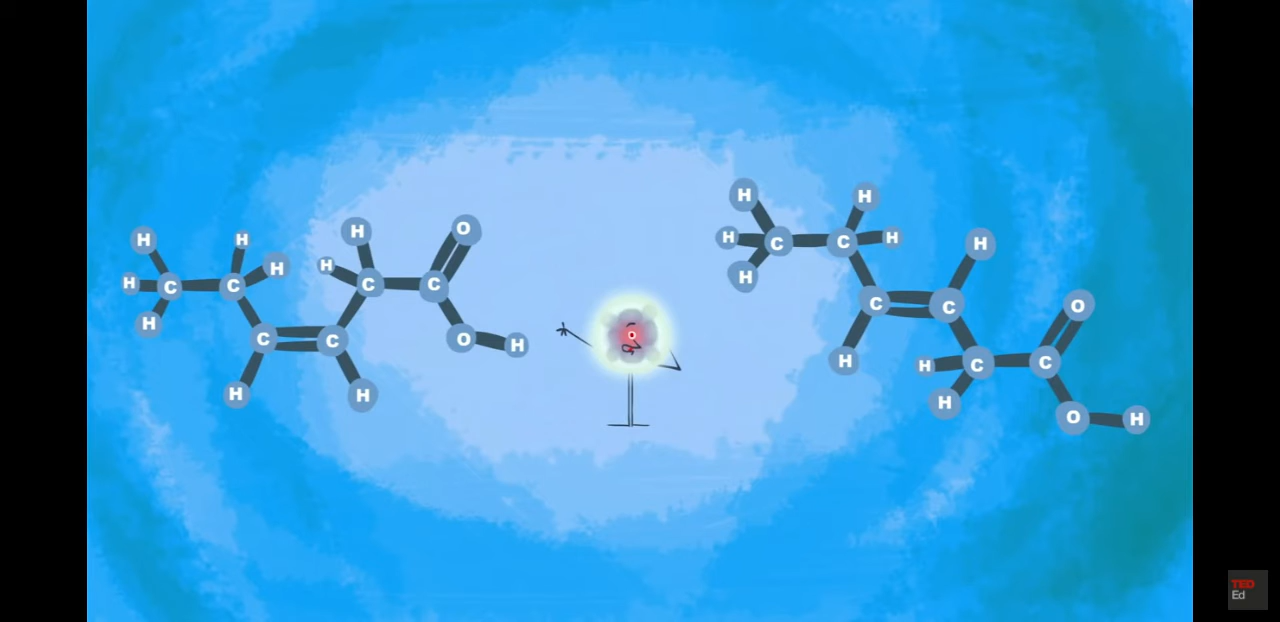 H H
H C C H
H
H H O
H C C
C C O H
H H
H H
H C C H H
H C C O
H H C C
H O H
TED
Ed